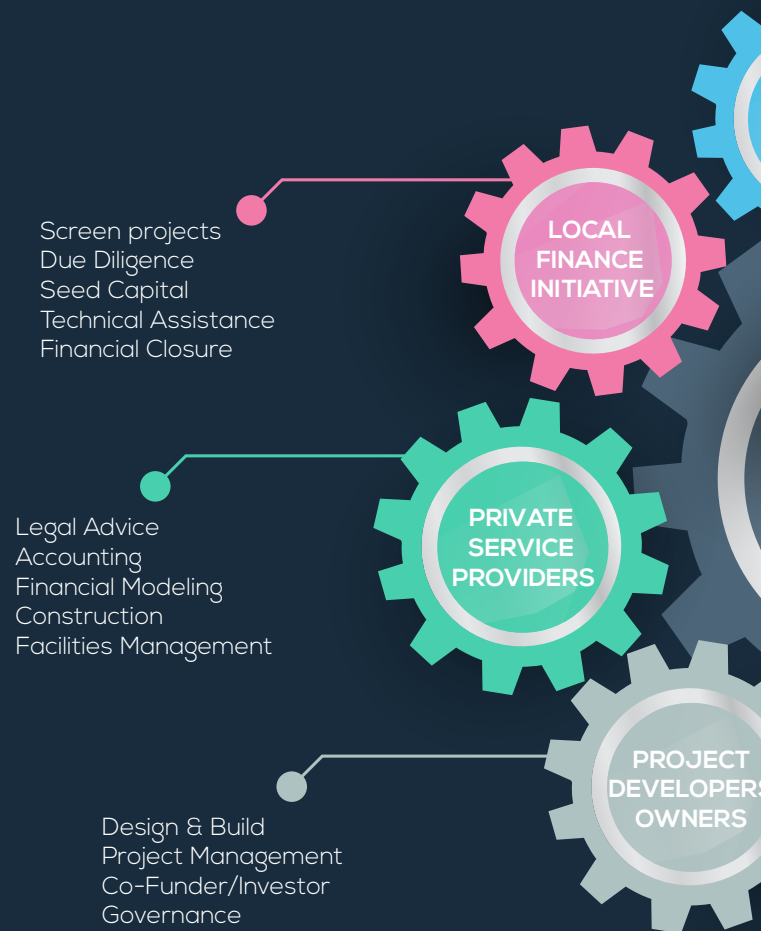 LOCAL
FINANCE
INITIATIVE
Screen projects
Due Diligence
Seed Capital
Technical Assistance
Financial Closure
PRIVATE
SERVICE
PROVIDERS
Legal Advice
Accounting
Financial Modeling
Construction
Facilities Management
PROJECT
DEVELOPERS
OWNERS
Design & Build
Project Management
Co-Funder/Investor
Governance